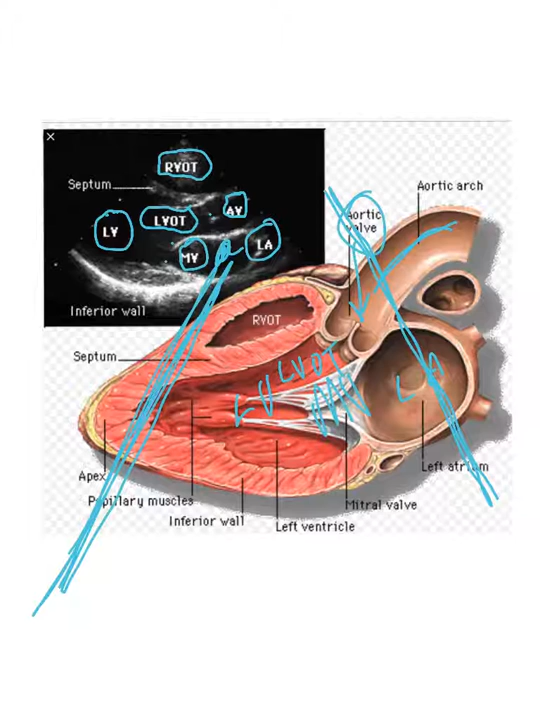 ×
RVOT
Septum
Aortic arch
LVOT
AV
Aortic
valve
LV
MV
LA
Inferior wall
RVOT
Septum
LVOT
LV
MV
LA
Apex
Left atrium
Papillary muscles
Mitral valve
Inferior wall
Left ventricle